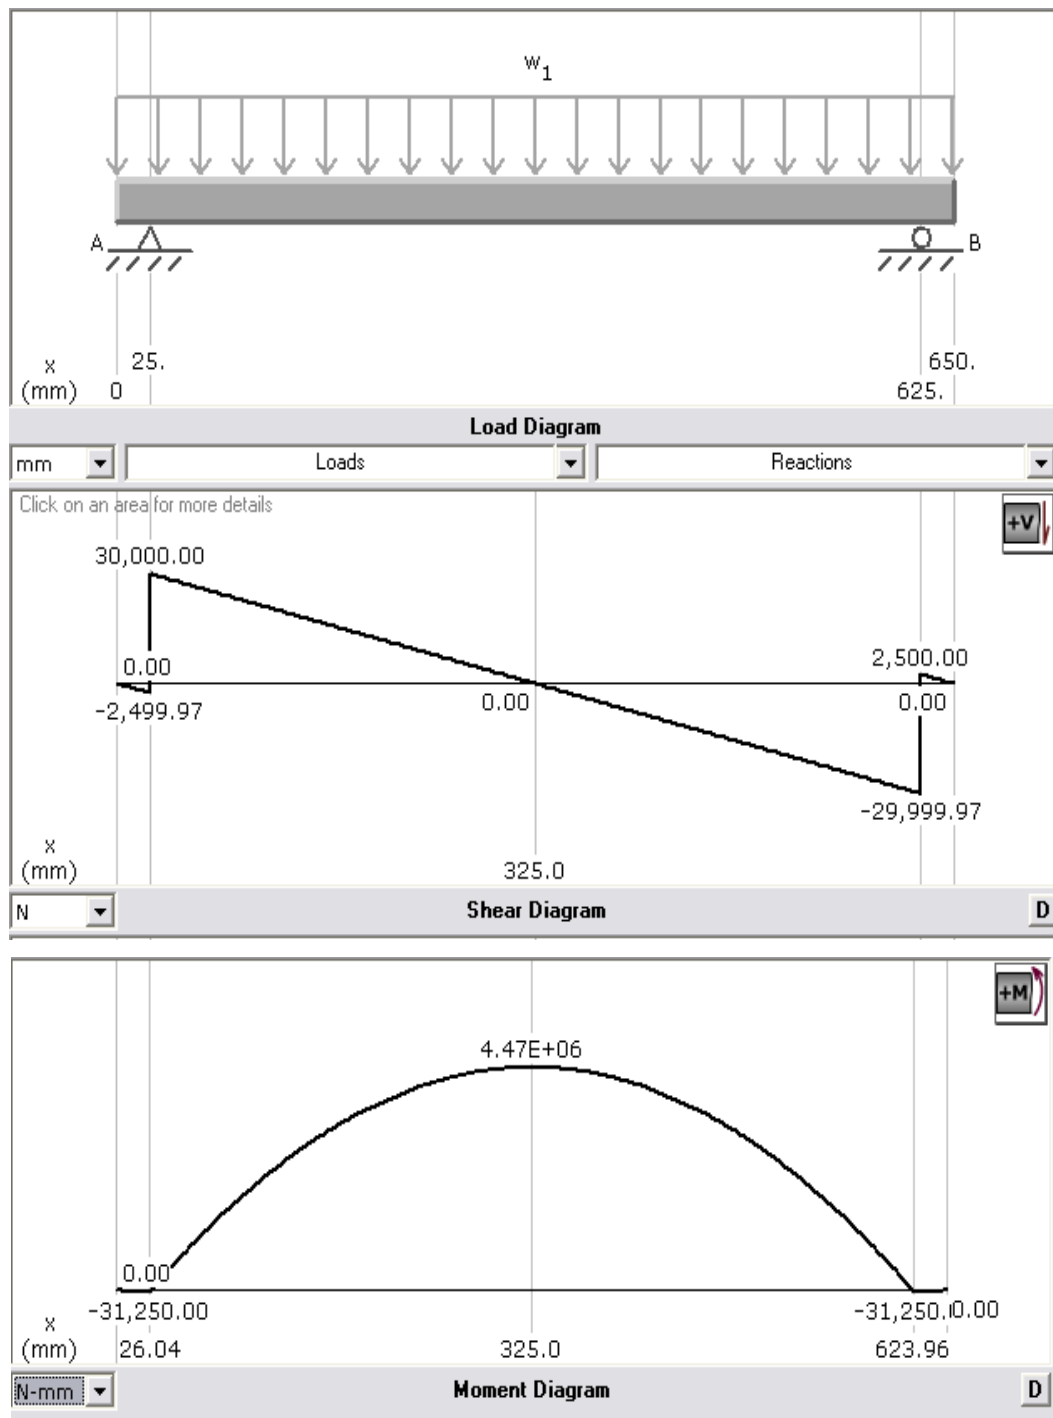 w1
A
B
x
25.
650.
(mm)
0
625.
Load Diagram
mm
Loads
Reactions
Click on an area for more details
+V
30,000.00
0.00
2,500.00
0.00
0.00
-2,499.97
-29,999.97
x
(mm)
325.0
N
Shear Diagram
D
+M
4.47E+06
0.00
-31,250.00
-31,250.
0.00
x
(mm)
26.04
325.0
623.96
N-mm
Moment Diagram
D